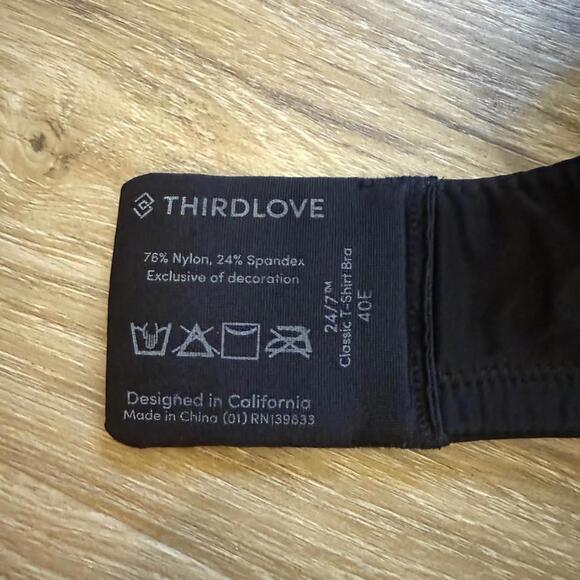 THIRDLOVE
76% Nylon, 24% Spandex
Exclusive of decoration
24/7™
Classic T-Shirt Bra
40E
Designed in California
Made in China (01) RN139833